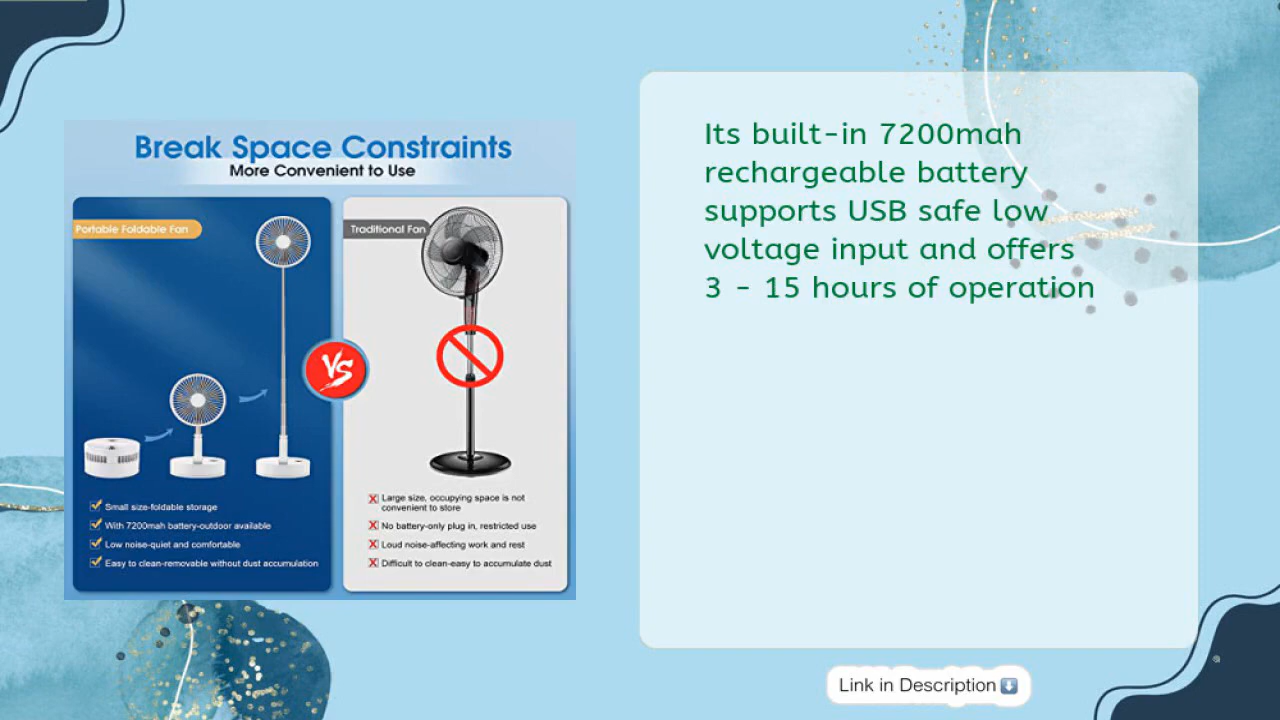 Break Space Constraints
More Convenient to Use
Portable Foldable Fan
VS
Traditional Fan
Small size-foldable storage
With 7200mah battery-outdoor available
Low noise-quiet and comfortable
Easy to clean-removable without dust accumulation
Large size, occupying space is not
convenient to store
No battery-only plug in, restricted use
Loud noise-affecting work and rest
Difficult to clean-easy to accumulate dust
Its built-in 7200mah
rechargeable battery
supports USB safe low
voltage input and offers
3 - 15 hours of operation
Link in Description⬇️